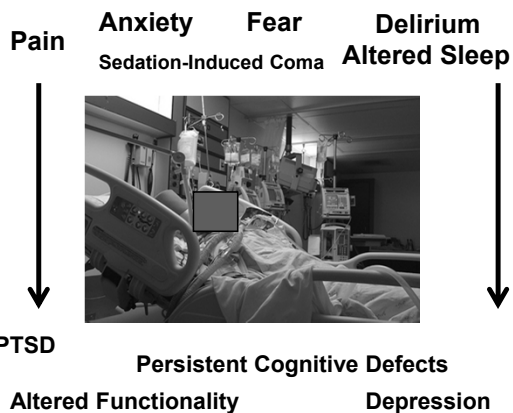 Pain
Anxiety
Fear
Delirium
Altered Sleep
Sedation-Induced Coma
PTSD
Persistent Cognitive Defects
Altered Functionality
Depression